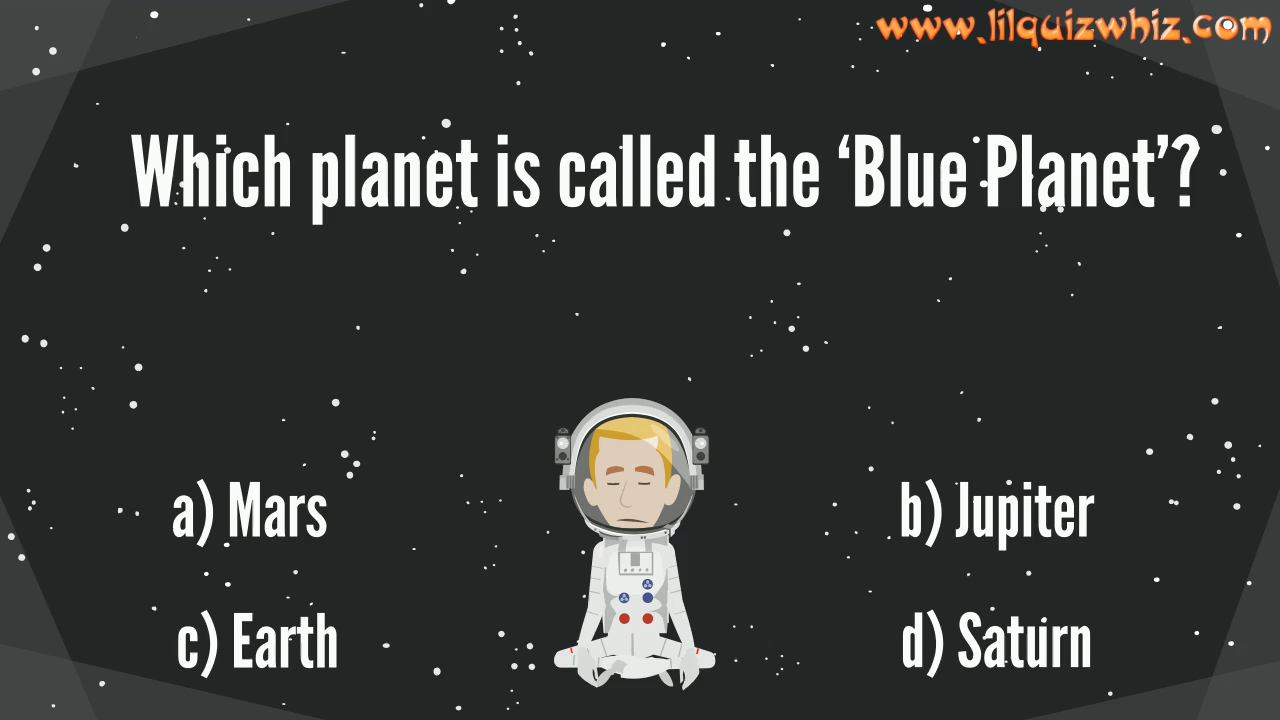 www.lilquizwhiz.com
Which planet is called the ‘Blue Planet’?
a) Mars
b) Jupiter
c) Earth
d) Saturn